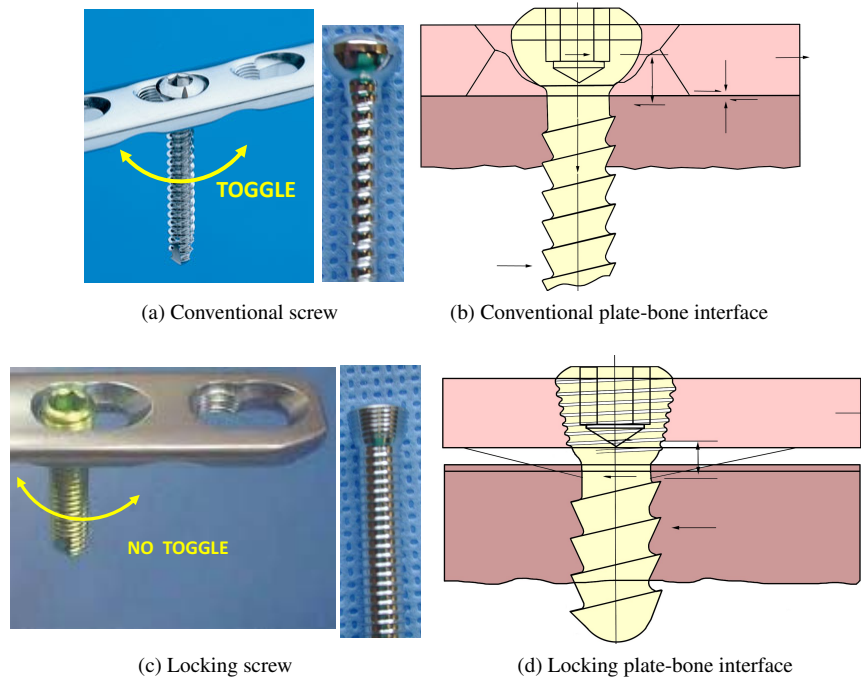 TOGGLE
(a) Conventional screw
(b) Conventional plate-bone interface
NO TOGGLE
(c) Locking screw
(d) Locking plate-bone interface